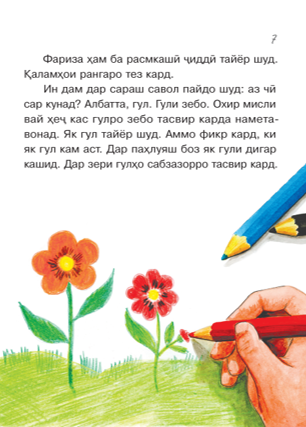 7
Фариза ҳам ба расмкашӣ ҷиддӣ тайёр шуд.
Қаламҳои рангаро тез кард.
Ин дам дар сараш савол пайдо шуд: аз чӣ
сар кунад? Албатта, гул. Гули зебо. Охир мисли
вай ҳеҷ кас гулро зебо тасвир карда намета-
вонад. Як гул тайёр шуд. Аммо фикр кард, ки
як гул кам аст. Дар паҳлуяш боз як гули дигар
кашид. Дар зери гулҳо сабзазорро тасвир кард.